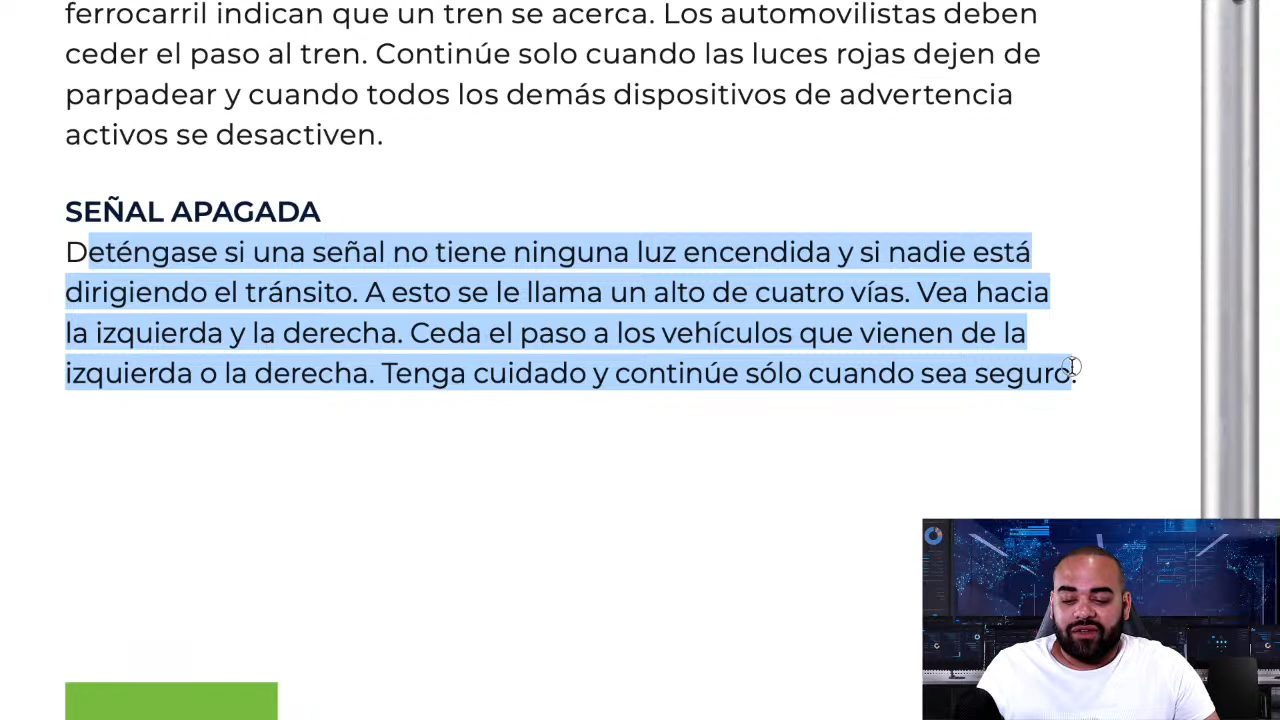 ferrocarril indican que un tren se acerca. Los automovilistas deben
ceder el paso al tren. Continúe solo cuando las luces rojas dejen de
parpadear y cuando todos los demás dispositivos de advertencia
activos se desactiven.
SEÑAL APAGADA
Deténgase si una señal no tiene ninguna luz encendida y si nadie está
dirigiendo el tránsito. A esto se le llama un alto de cuatro vías. Vea hacia
la izquierda y la derecha. Ceda el paso a los vehículos que vienen de la
izquierda o la derecha. Tenga cuidado y continúe sólo cuando sea seguro.